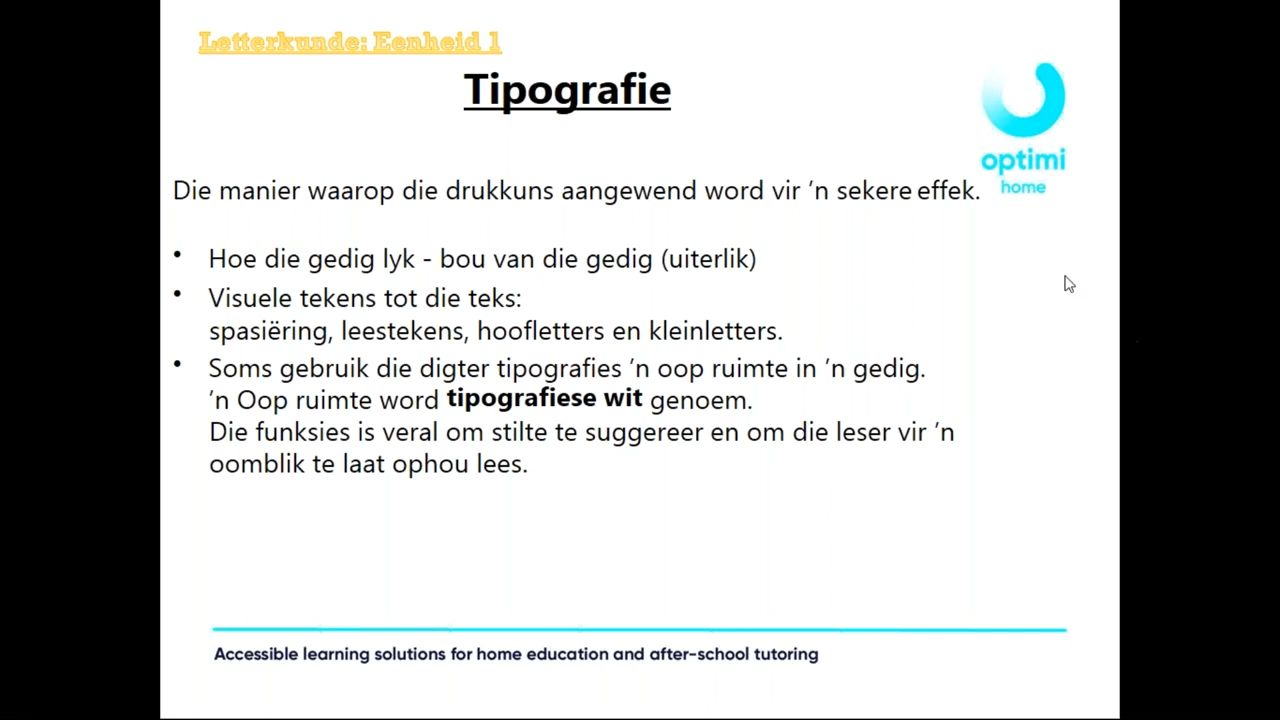 Letterkunde: Eenheid 1
Tipografie
optimi
home
Die manier waarop die drukkuns aangewend word vir ’n sekere effek.
• Hoe die gedig lyk - bou van die gedig (uiterlik)
• Visuele tekens tot die teks:
spasiëring, leestekens, hoofletters en kleinletters.
• Soms gebruik die digter tipografies ’n oop ruimte in ’n gedig.
’n Oop ruimte word tipografiese wit genoem.
Die funksies is veral om stilte te suggereer en om die leser vir ’n
oomblik te laat ophou lees.
Accessible learning solutions for home education and after-school tutoring